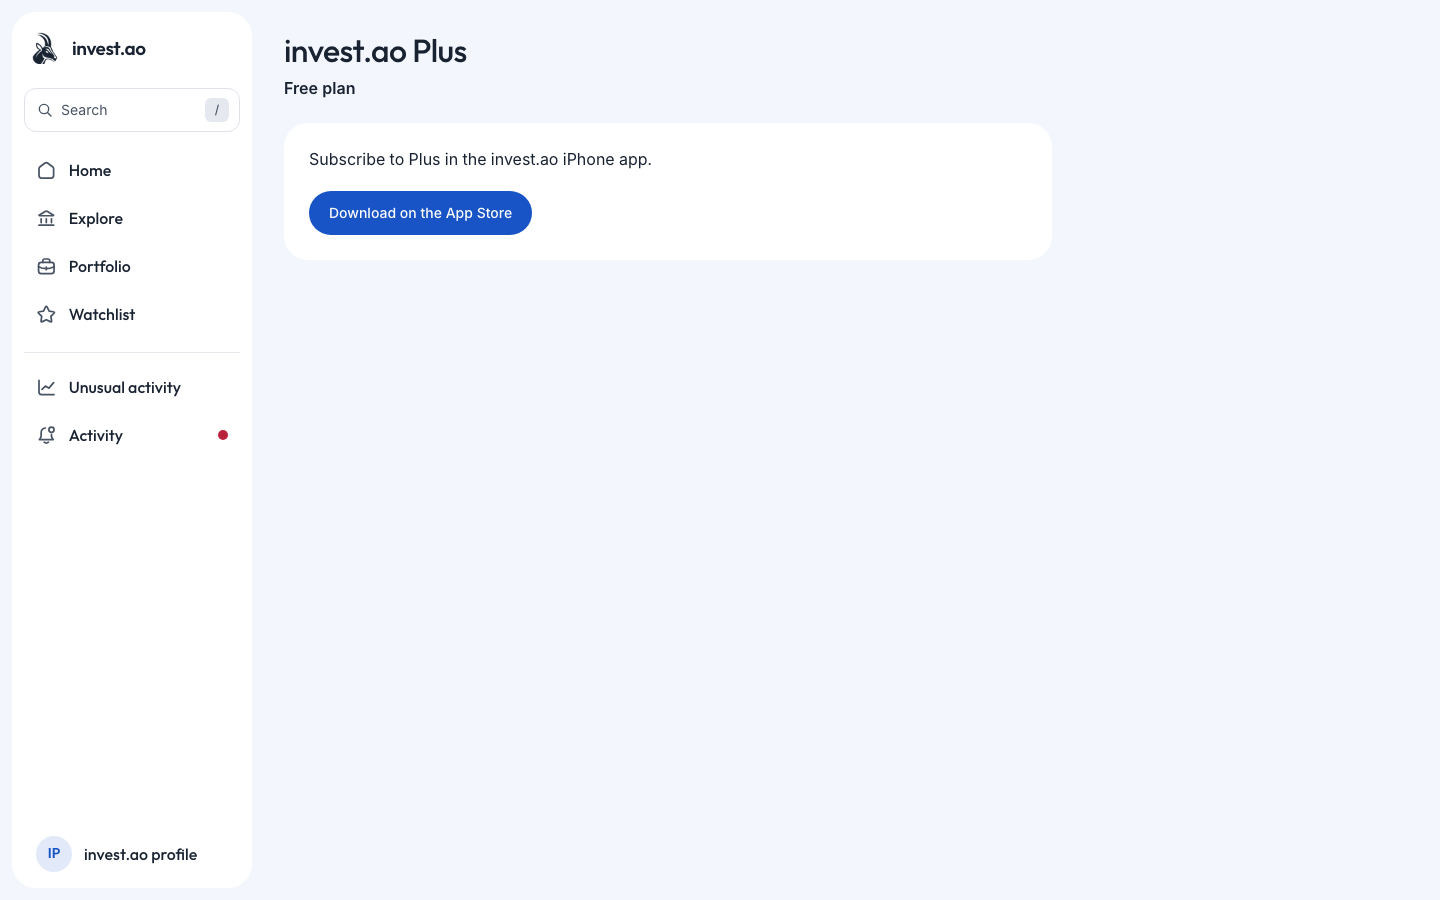 invest.ao
Search
/
Home
Explore
Portfolio
Watchlist
Unusual activity
Activity
IP
invest.ao profile
invest.ao Plus
Free plan
Subscribe to Plus in the invest.ao iPhone app.
Download on the App Store